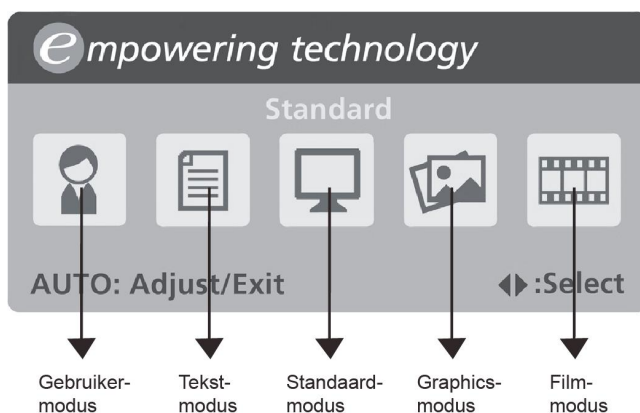 empowering technology
Standard
AUTO: Adjust/Exit ◀▶:Select
Gebruiker-
modus
Tekst-
modus
Standaard-
modus
Graphics-
modus
Film-
modus